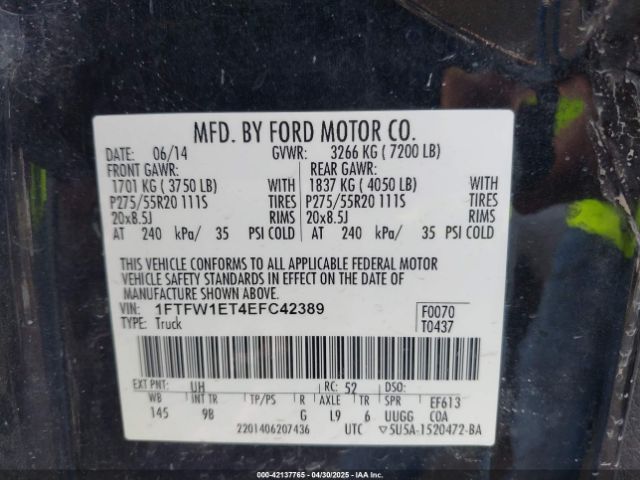 MFD. BY FORD MOTOR CO.
DATE: 06/14 GVWR: 3266 KG ( 7200 LB)
FRONT GAWR: REAR GAWR:
1701 KG ( 3750 LB) WITH 1837 KG ( 4050 LB) WITH
P275/55R20 111S TIRES P275/55R20 111S TIRES
20x8.5J RIMS 20x8.5J RIMS
AT 240 kPa/ 35 PSI COLD AT 240 kPa/ 35 PSI COLD
THIS VEHICLE CONFORMS TO ALL APPLICABLE FEDERAL MOTOR
VEHICLE SAFETY STANDARDS IN EFFECT ON THE DATE OF
MANUFACTURE SHOWN ABOVE.
VIN: 1FTFW1ET4EFC42389 F0070
TYPE: Truck T0437
EXT PNT: UH RC: 52 DSO:
WB INT TR TP/PS R AXLE TR SPR EF613
145 9B G L9 6 UUGG COA
2201406207436 UTC ▽5USA-1520472-BA
000-42137765 - 04/30/2025 - IAA Inc. (IAAI.com)